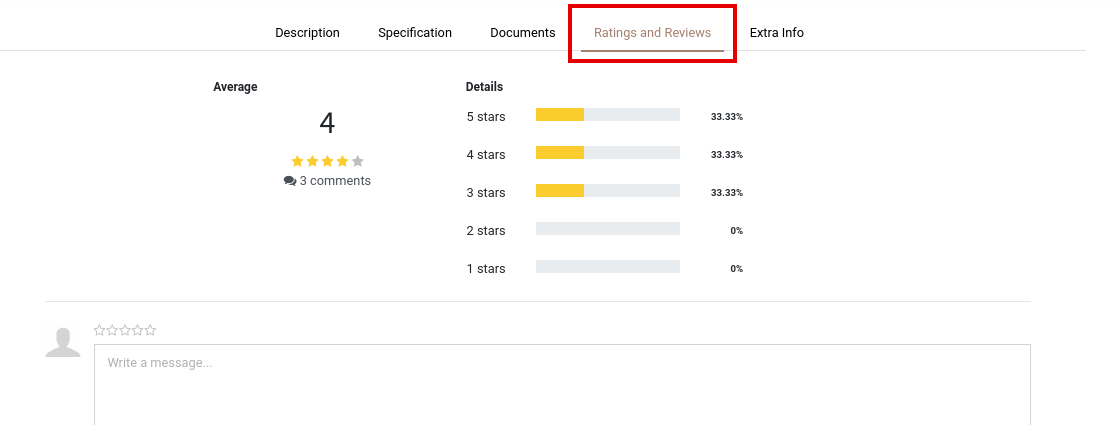 Description Specification Documents Ratings and Reviews Extra Info
Average
4
3 comments
Details
5 stars 33.33%
4 stars 33.33%
3 stars 33.33%
2 stars 0%
1 stars 0%
Write a message...